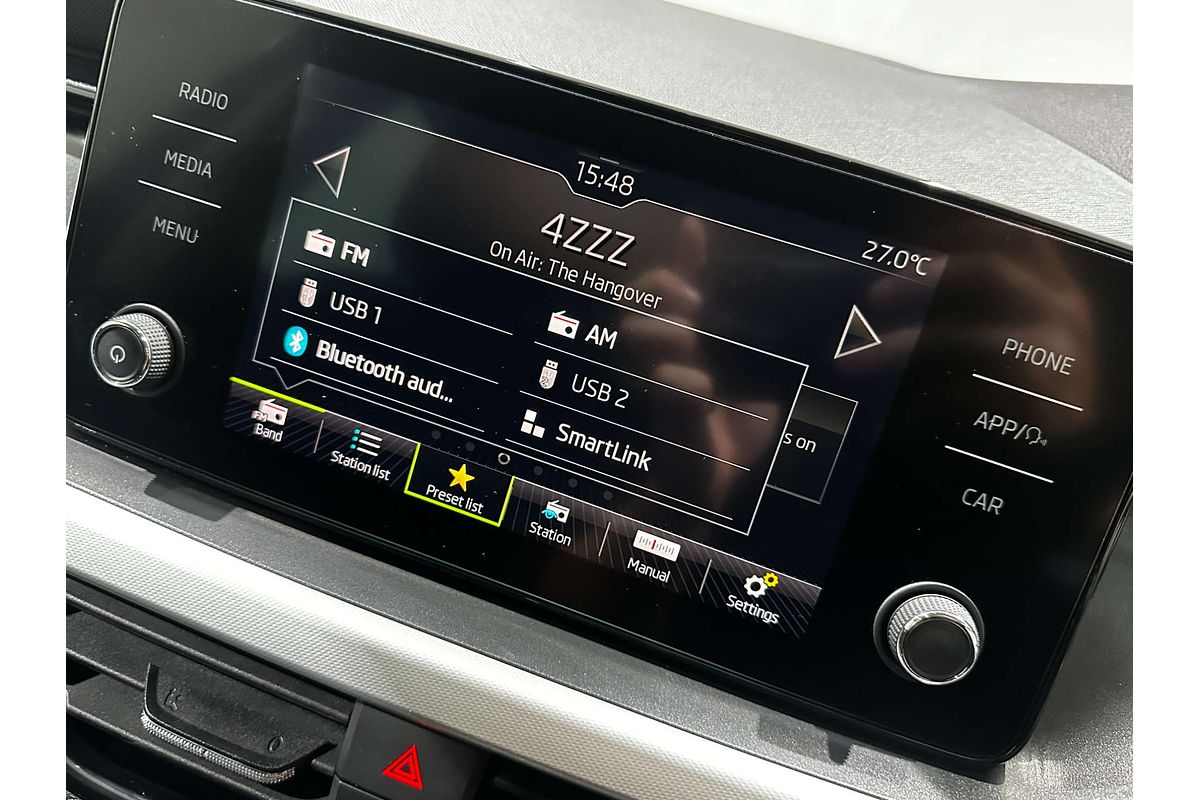 RADIO
MEDIA
MENU
15:48
27.0°C
4ZZZ
On Air: The Hangover
FM
AM
USB 1
USB 2
Bluetooth aud...
SmartLink
s on
FM
Band
Station list
Preset list
Station
Manual
Settings
PHONE
APP/
CAR